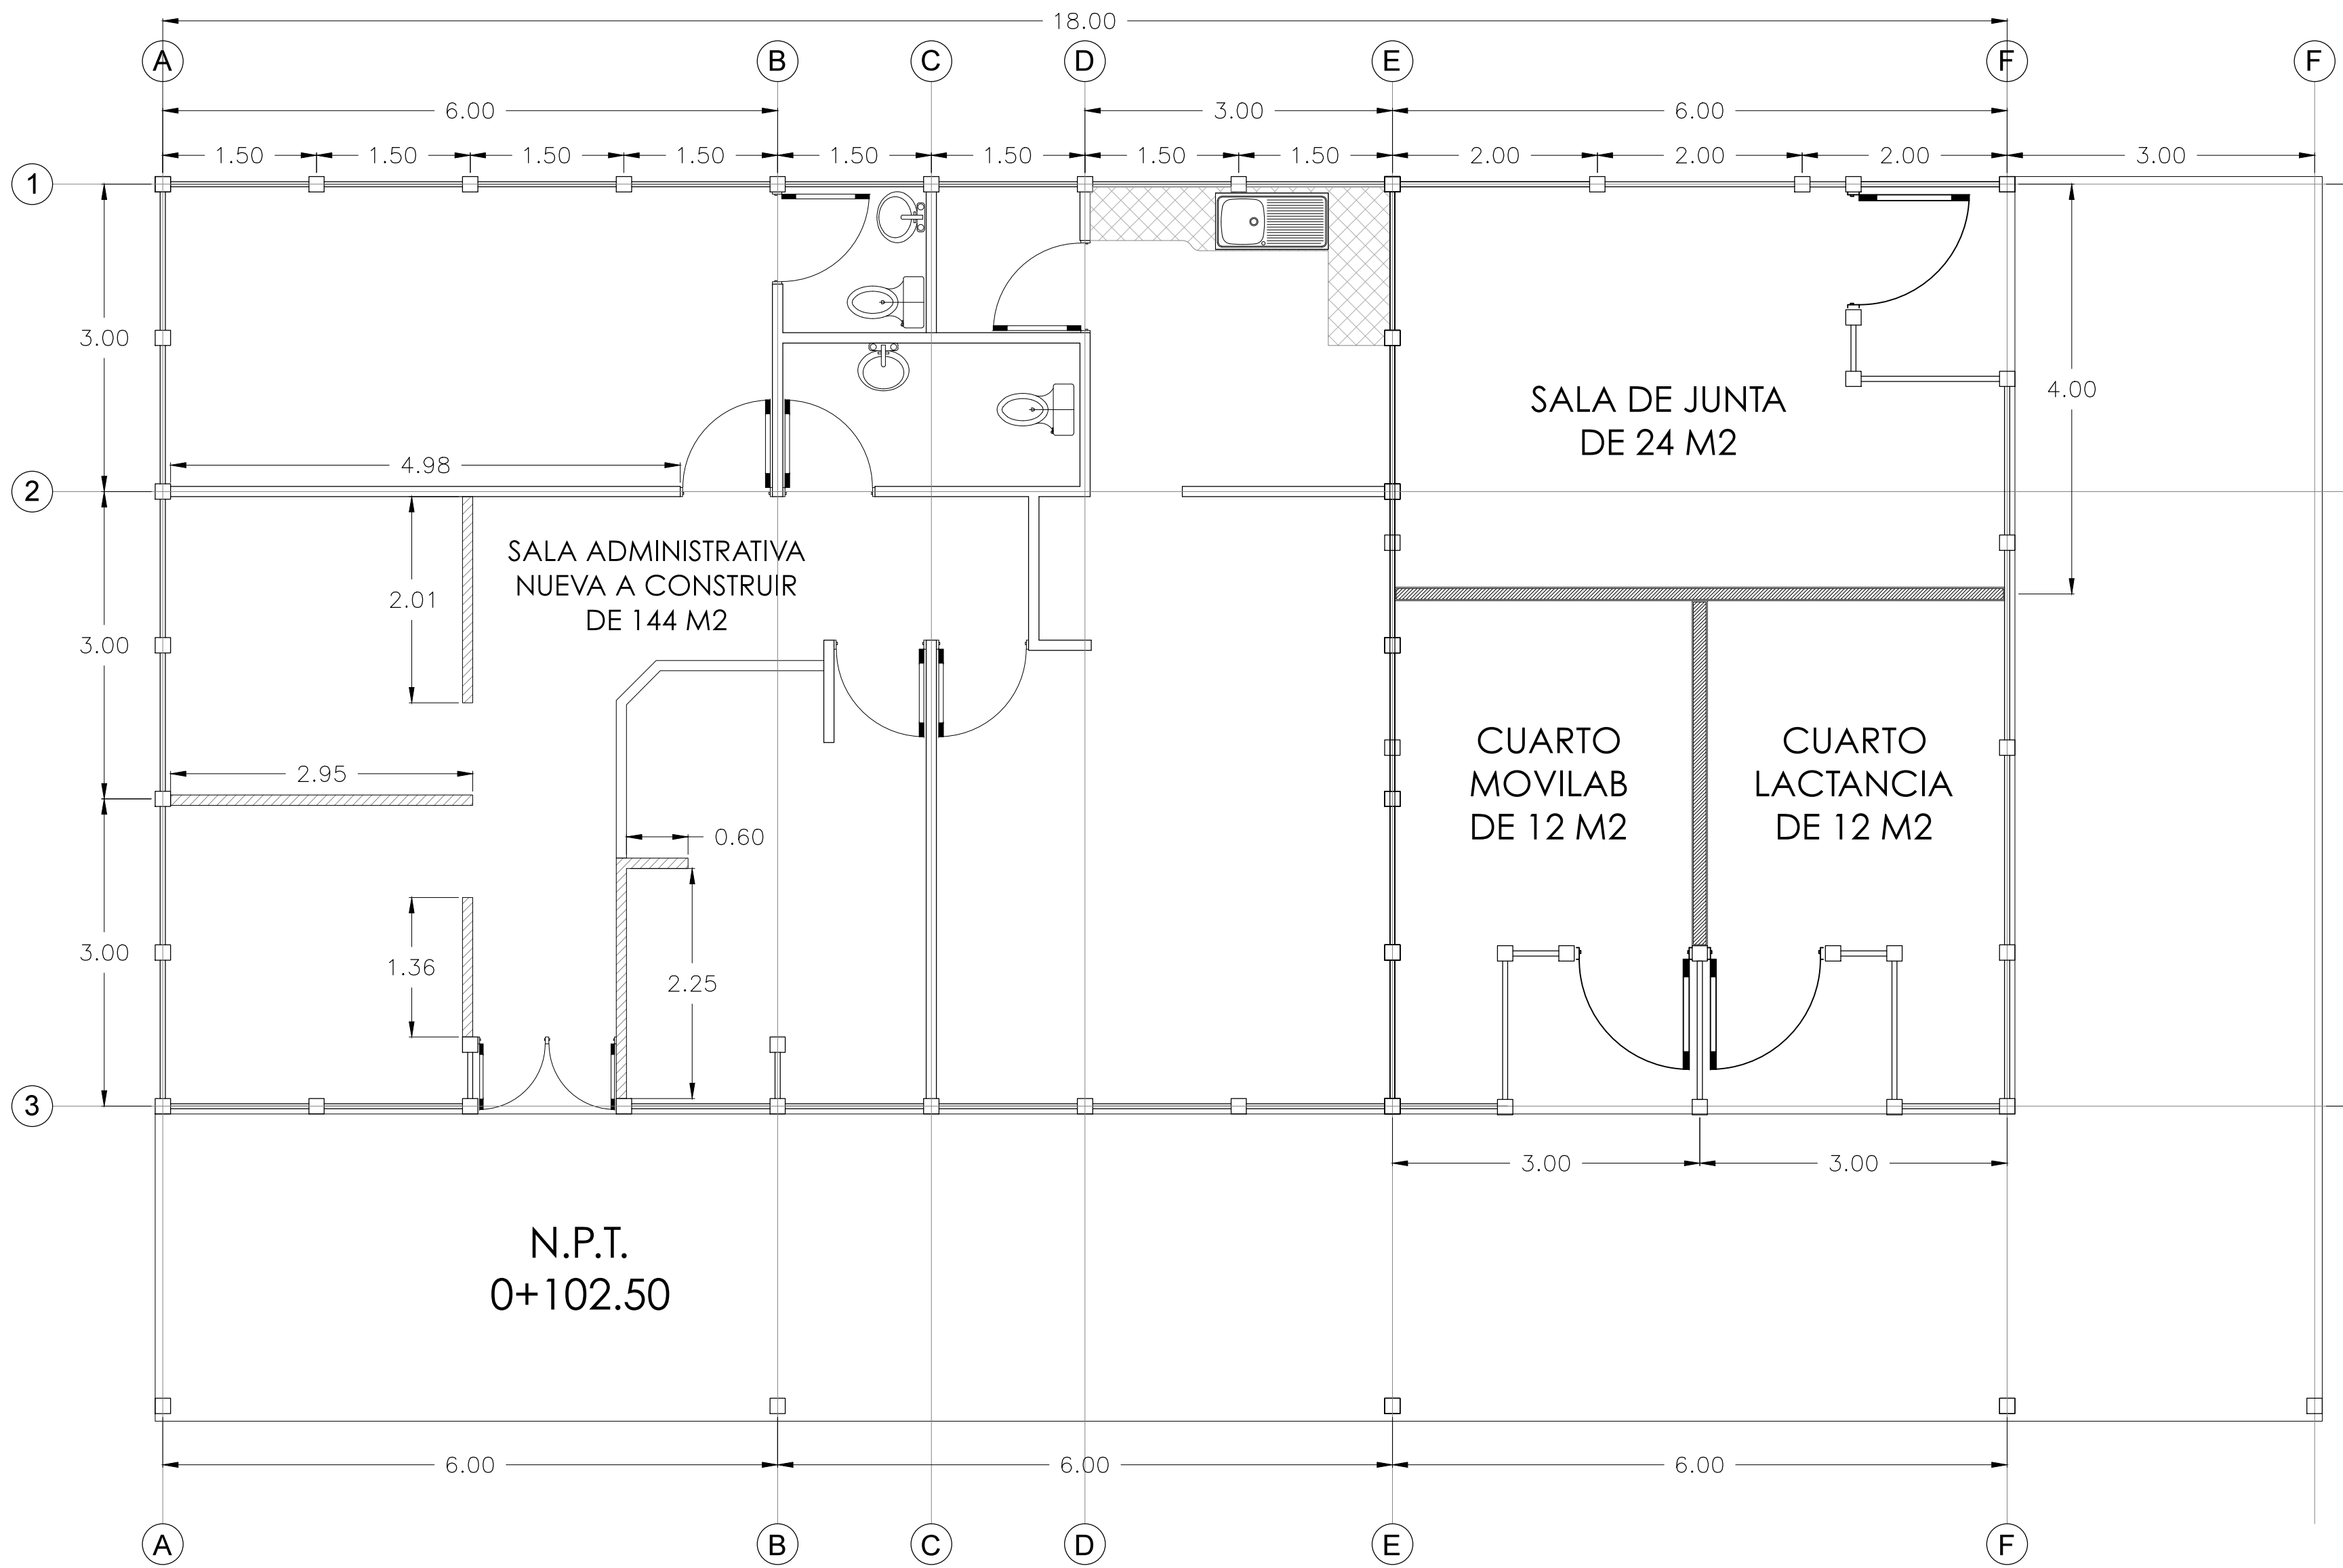 18.00
A B C D E F F
6.00 3.00 6.00
1.50 1.50 1.50 1.50 1.50 1.50 1.50 1.50 2.00 2.00 2.00 3.00
1
3.00
4.00
SALA DE JUNTA
DE 24 M2
4.98
2
SALA ADMINISTRATIVA
NUEVA A CONSTRUIR
DE 144 M2
2.01
3.00
CUARTO
MOVILAB
DE 12 M2
CUARTO
LACTANCIA
DE 12 M2
2.95
0.60
3.00
1.36
2.25
3
3.00 3.00
N.P.T.
0+102.50
6.00 6.00 6.00
A B C D E F